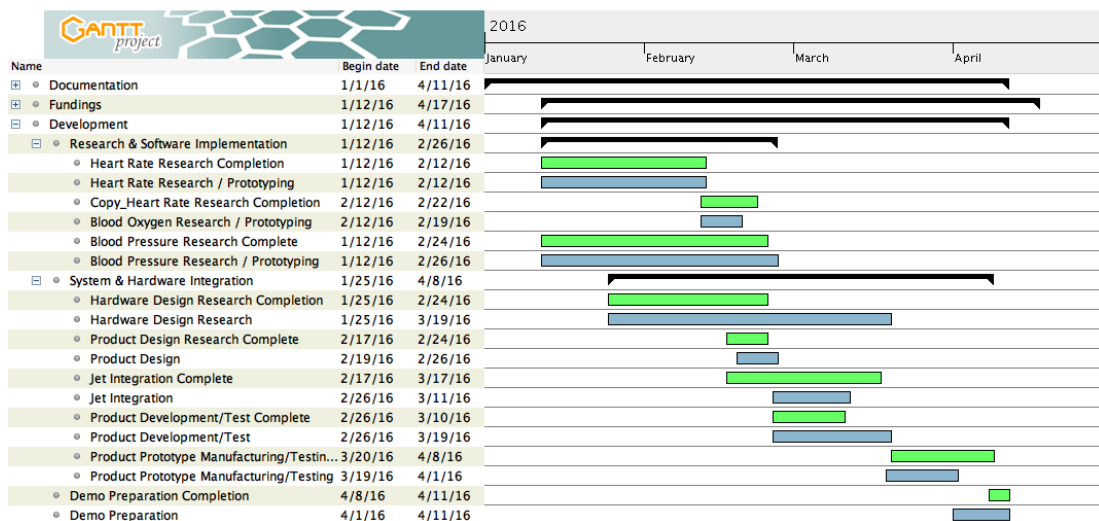 GANTT
project
2016
January February March April
Name Begin date End date
Documentation 1/1/16 4/11/16
Fundings 1/12/16 4/17/16
Development 1/12/16 4/11/16
Research & Software Implementation 1/12/16 2/26/16
Heart Rate Research Completion 1/12/16 2/12/16
Heart Rate Research / Prototyping 1/12/16 2/12/16
Copy_Heart Rate Research Completion 2/12/16 2/22/16
Blood Oxygen Research / Prototyping 2/12/16 2/19/16
Blood Pressure Research Complete 1/12/16 2/24/16
Blood Pressure Research / Prototyping 1/12/16 2/26/16
System & Hardware Integration 1/25/16 4/8/16
Hardware Design Research Completion 1/25/16 2/24/16
Hardware Design Research 1/25/16 3/19/16
Product Design Research Complete 2/17/16 2/24/16
Product Design 2/19/16 2/26/16
Jet Integration Complete 2/17/16 3/17/16
Jet Integration 2/26/16 3/11/16
Product Development/Test Complete 2/26/16 3/10/16
Product Development/Test 2/26/16 3/19/16
Product Prototype Manufacturing/Testin... 3/20/16 4/8/16
Product Prototype Manufacturing/Testing 3/19/16 4/1/16
Demo Preparation Completion 4/8/16 4/11/16
Demo Preparation 4/1/16 4/11/16